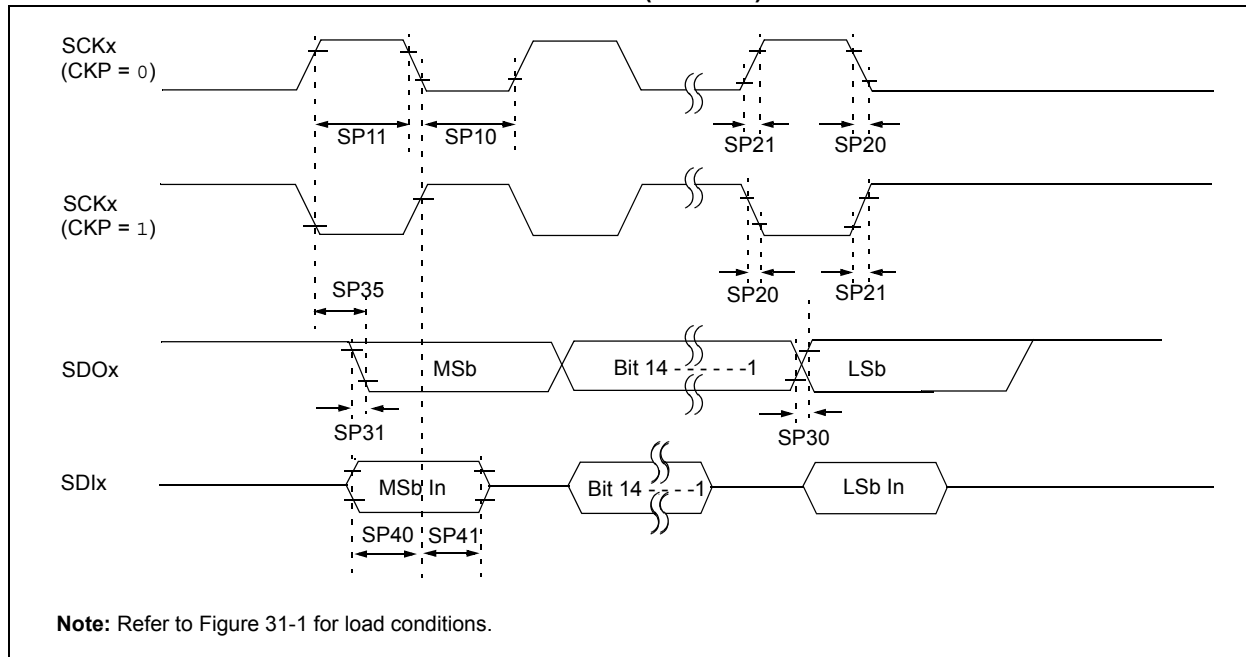 SCKx
(CKP = 0)
SP11
SP10
SP21
SP20
SCKx
(CKP = 1)
SP35
SP20
SP21
SDOx
MSb
Bit 14 - - - - - -1
LSb
SP31
SP30
SDIx
MSb In
Bit 14 - - - -1
LSb In
SP40
SP41
Note: Refer to Figure 31-1 for load conditions.